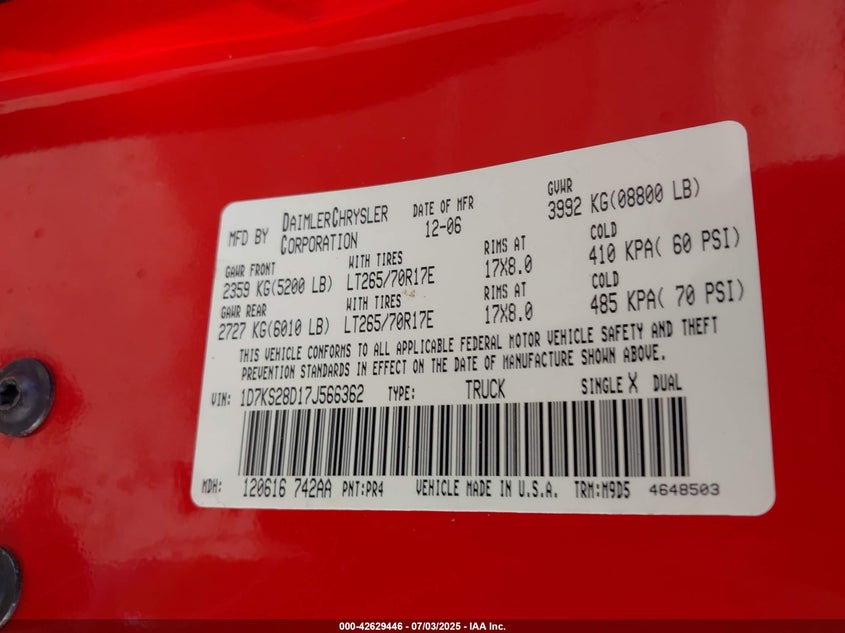 MFD BY DAIMLERCHRYSLER CORPORATION DATE OF MFR 12-06 GVWR 3992 KG(08800 LB)
GAWR FRONT WITH TIRES RIMS AT COLD
2359 KG(5200 LB) LT265/70R17E 17X8.0 410 KPA( 60 PSI)
GAWR REAR WITH TIRES RIMS AT COLD
2727 KG(6010 LB) LT265/70R17E 17X8.0 485 KPA( 70 PSI)
THIS VEHICLE CONFORMS TO ALL APPLICABLE FEDERAL MOTOR VEHICLE SAFETY AND THEFT
PREVENTION STANDARDS IN EFFECT ON THE DATE OF MANUFACTURE SHOWN ABOVE.
VIN: 1D7KS28D17J566362 TYPE: TRUCK SINGLE X DUAL
MDH: 120616 742AA PNT:PR4 VEHICLE MADE IN U.S.A. TRM:M9D5 4648503
000-42629446 - 07/03/2025 - IAA Inc.